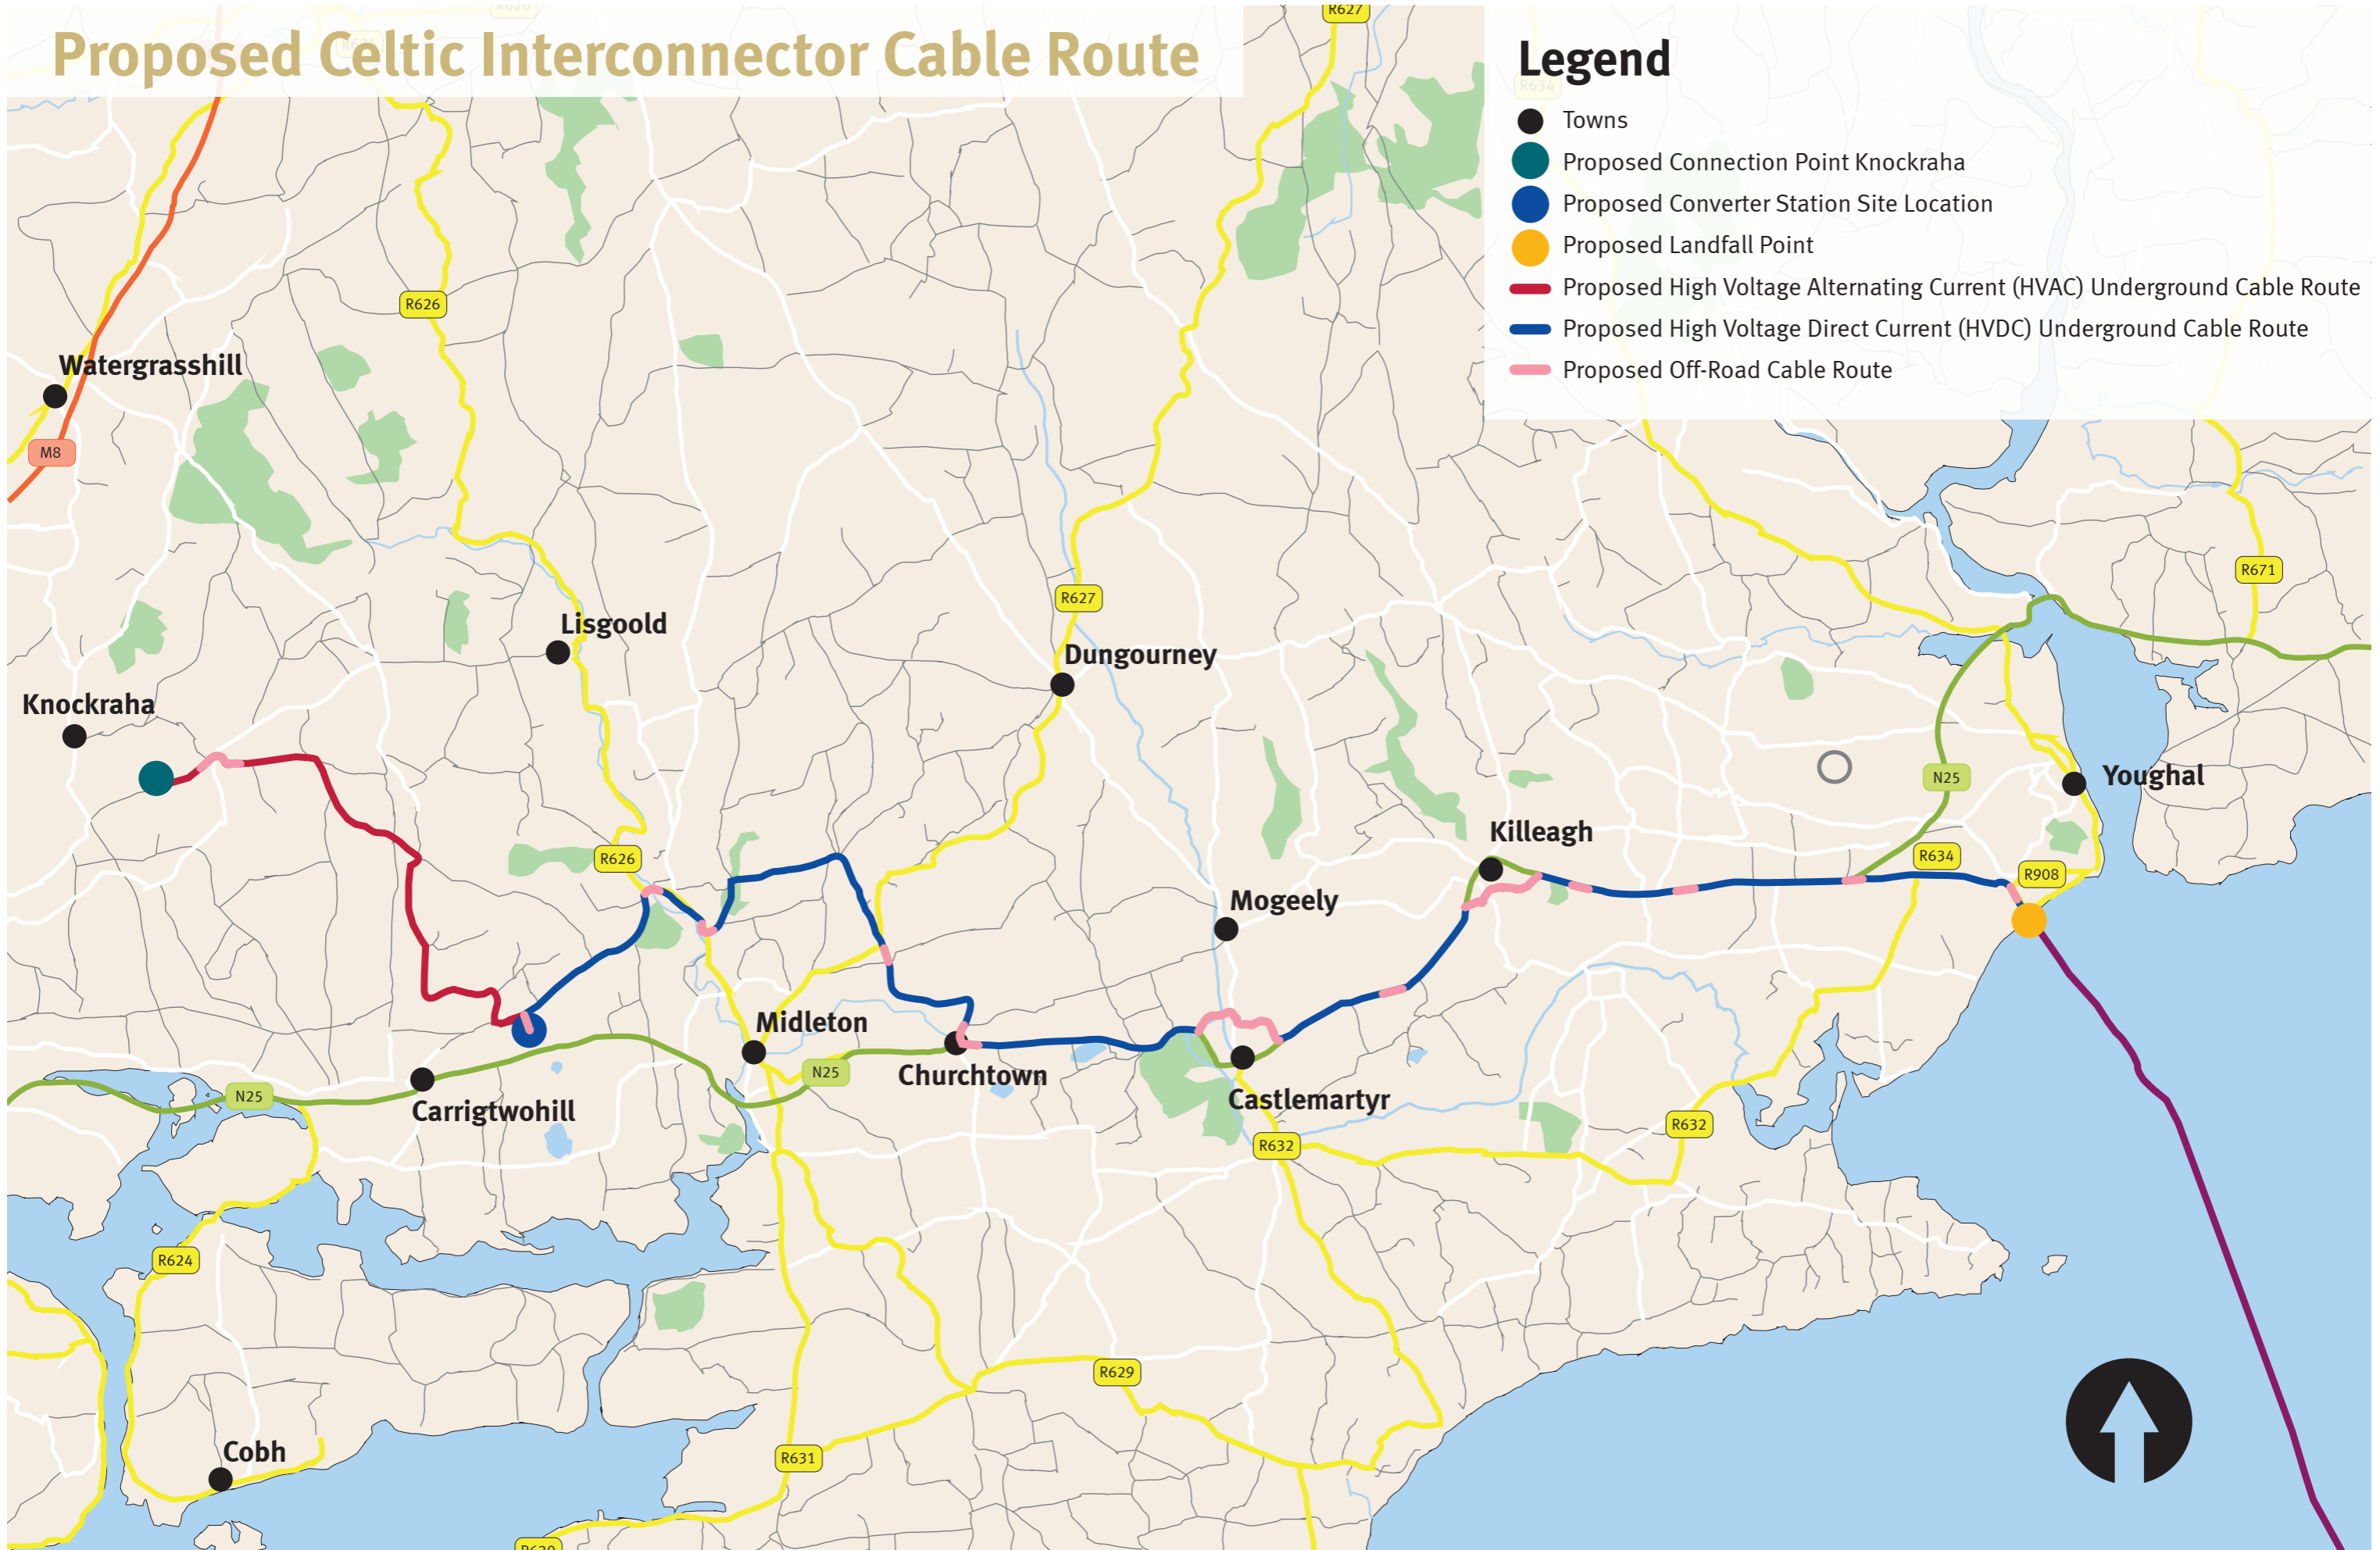 R628
R627
Proposed Celtic Interconnector Cable Route
Legend
R634
Towns
Proposed Connection Point Knockraha
Proposed Converter Station Site Location
Proposed Landfall Point
Proposed High Voltage Alternating Current (HVAC) Underground Cable Route
Proposed High Voltage Direct Current (HVDC) Underground Cable Route
Proposed Off-Road Cable Route
R626
Watergrasshill
M8
R671
R627
Lisgoold
Dungourney
Knockraha
N25
Youghal
Killeagh
R626
R634
R908
Mogeely
Midleton
N25
Churchtown
N25
Carrigtwohill
Castlemartyr
R632
R632
R624
R629
Cobh
R631